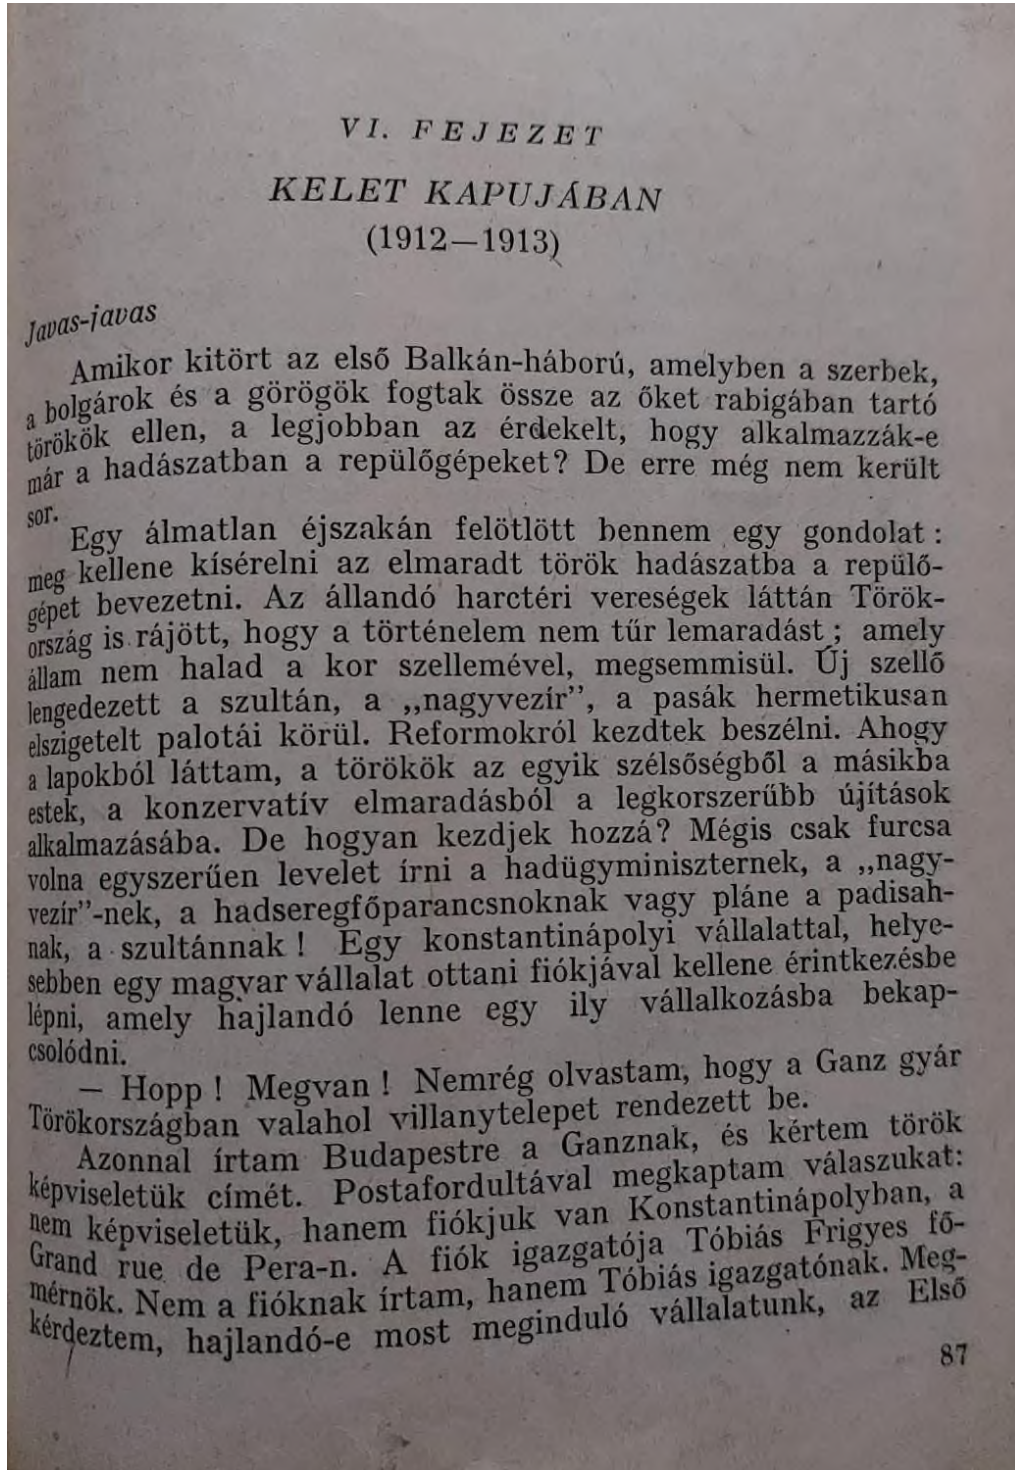 VI. FEJEZET
KELET KAPUJÁBAN
(1912—1913)
Javas-javas
Amikor kitört az első Balkán-háború, amelyben a szerbek,
a bolgárok és a görögök fogtak össze az őket rabigában tartó
törökök ellen, a legjobban az érdekelt, hogy alkalmazzák-e
már a hadászatban a repülőgépeket? De erre még nem került
sor.
Egy álmatlan éjszakán felötlött bennem egy gondolat :
meg kellene kísérelni az elmaradt török hadászatba a repülő-
gépet bevezetni. Az állandó harctéri vereségek láttán Török-
ország is rájött, hogy a történelem nem tűr lemaradást ; amely
állam nem halad a kor szellemével, megsemmisül. Új szellő
lengedezett a szultán, a „nagyvezír”, a pasák hermetikusan
elszigetelt palotái körül. Reformokról kezdtek beszélni. Ahogy
a lapokból láttam, a törökök az egyik szélsőségből a másikba
estek, a konzervatív elmaradásból a legkorszerűbb újítások
alkalmazásába. De hogyan kezdjek hozzá? Mégis csak furcsa
volna egyszerűen levelet írni a hadügyminiszternek, a „nagy-
vezír”-nek, a hadseregfőparancsnoknak vagy pláne a padisah-
nak, a szultánnak ! Egy konstantinápolyi vállalattal, helye-
sebben egy magyar vállalat ottani fiókjával kellene érintkezésbe
lépni, amely hajlandó lenne egy ily vállalkozásba bekap-
csolódni.
— Hopp ! Megvan ! Nemrég olvastam, hogy a Ganz gyár
Törökországban valahol villanytelepet rendezett be.
Azonnal írtam Budapestre a Ganznak, és kértem török
képviseletük címét. Postafordultával megkaptam válaszukat:
nem képviseletük, hanem fiókjuk van Konstantinápolyban, a
Grand rue de Pera-n. A fiók igazgatója Tóbiás Frigyes fő-
mérnök. Nem a fióknak írtam, hanem Tóbiás igazgatónak. Meg-
kérdeztem, hajlandó-e most meginduló vállalatunk, az Első
87